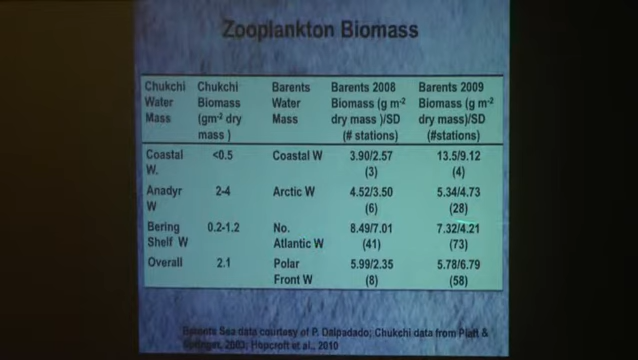 Zooplankton Biomass
Chukchi Chukchi Barents Barents 2008 Barents 2009
Water Biomass Water Biomass (g m-2 Biomass (g m-2
Mass (gm-2 dry Mass dry mass )/SD dry mass)/SD
mass ) (# stations) (#stations)
Coastal <0.5 Coastal W 3.90/2.57 13.5/9.12
W. (3) (4)
Anadyr 2-4 Arctic W 4.52/3.50 5.34/4.73
W (6) (28)
Bering 0.2-1.2 No. 8.49/7.01 7.32/4.21
Shelf W Atlantic W (41) (73)
Overall 2.1 Polar 5.99/2.35 5.78/6.79
Front W (8) (58)
Barents Sea data courtesy of P. Dalpadado; Chukchi data from Platt &
2003; Hopcroft et al., 2010